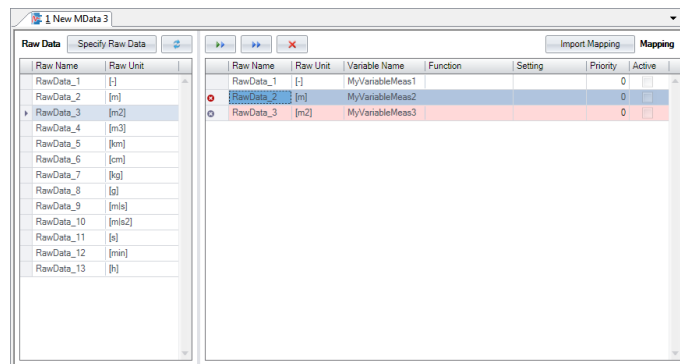 1 New MData 3
Raw Data Specify Raw Data Import Mapping Mapping
Raw Name Raw Unit Raw Name Raw Unit Variable Name Function Setting Priority Active
RawData_1 [-] RawData_1 [-] MyVariableMeas1 0
RawData_2 [m] RawData_2 [m] MyVariableMeas2 0
RawData_3 [m2] RawData_3 [m2] MyVariableMeas3 0
RawData_4 [m3]
RawData_5 [km]
RawData_6 [cm]
RawData_7 [kg]
RawData_8 [g]
RawData_9 [m|s]
RawData_10 [m|s2]
RawData_11 [s]
RawData_12 [min]
RawData_13 [h]